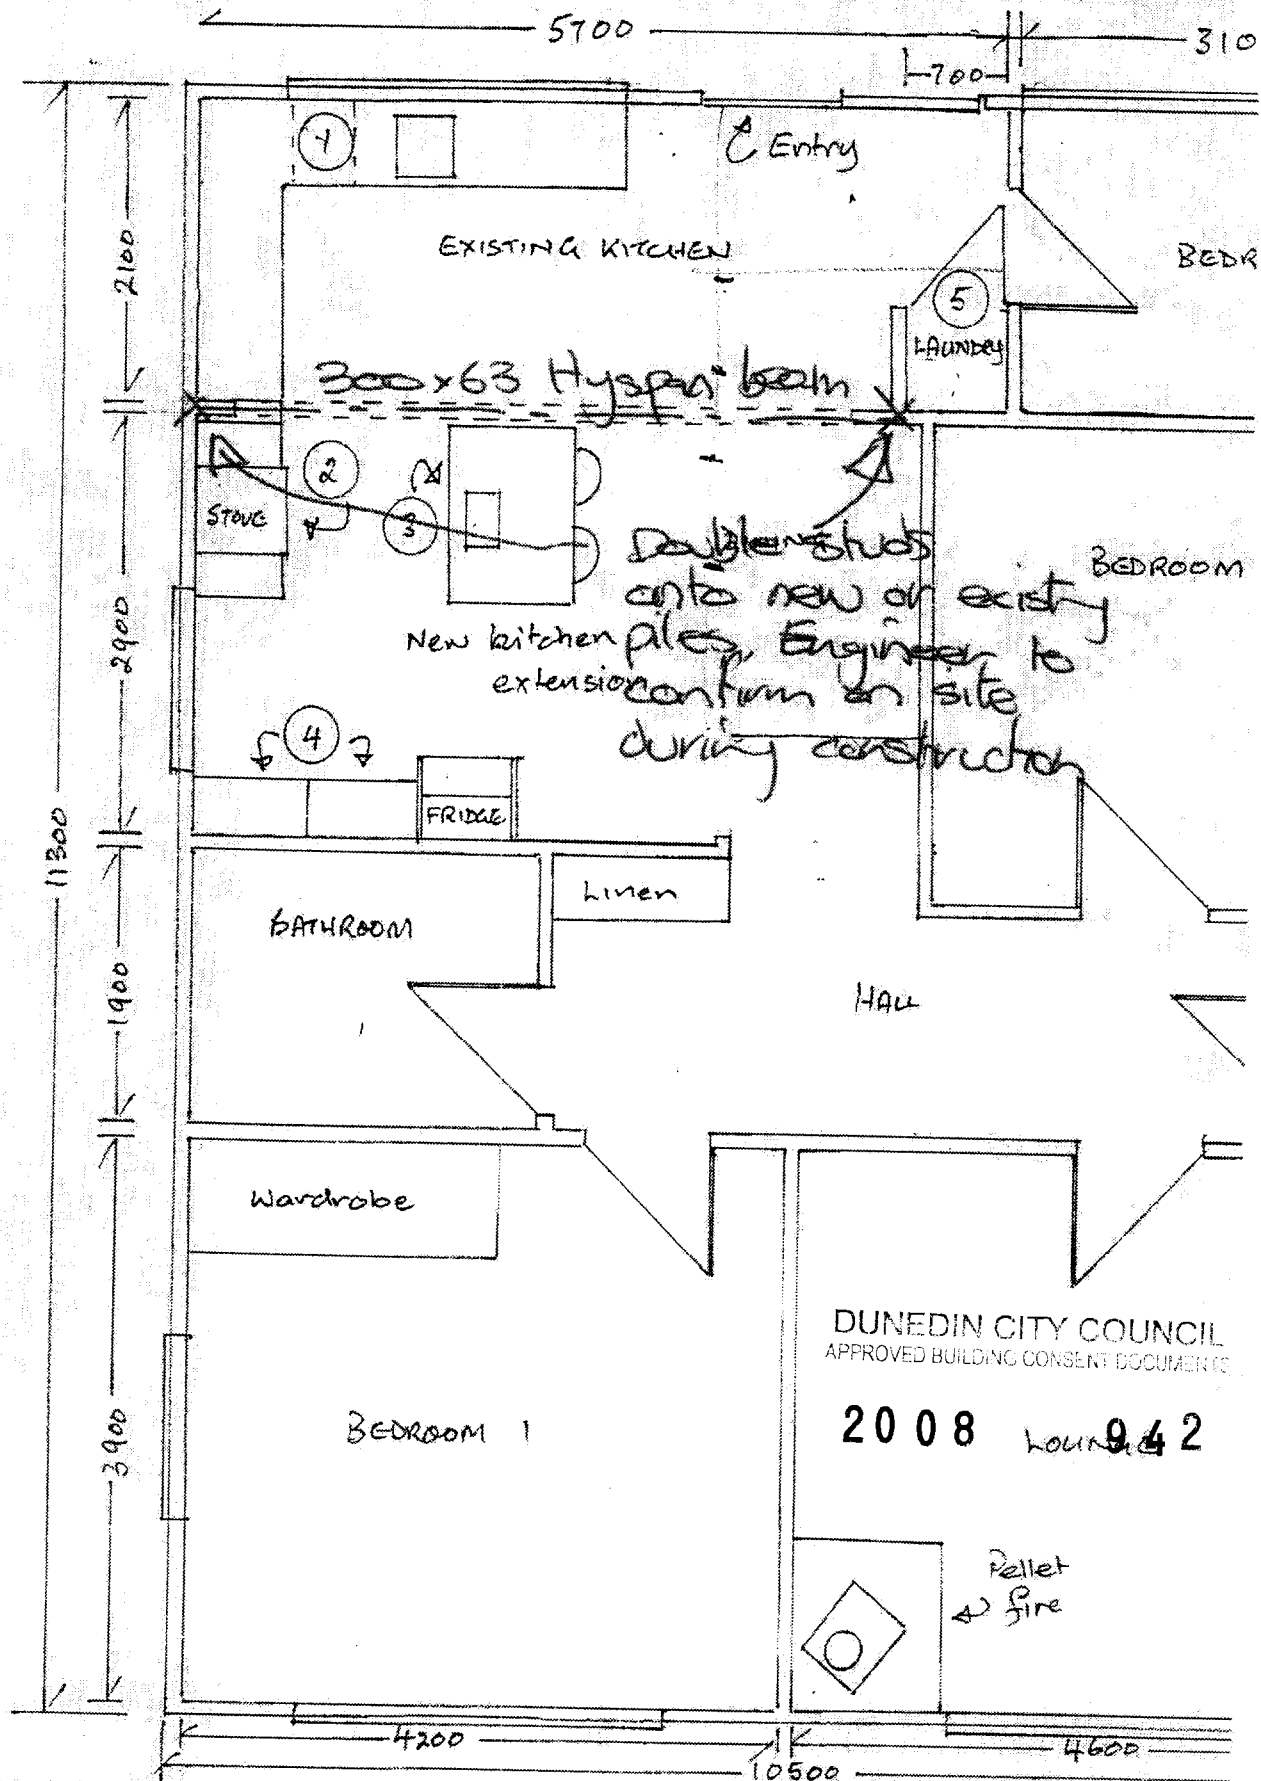 5700
310
700
1
Entry
2100
EXISTING KITCHEN
BEDR
5
LAUNDRY
300x63 Hyspan beam
2
3
STOVE
Double studs
onto new or existg
piles, Engineer to
confirm on site
during construction
BEDROOM
2900
New kitchen
extension
4
FRIDGE
11300
Linen
BATHROOM
1900
HALL
Wardrobe
DUNEDIN CITY COUNCIL
APPROVED BUILDING CONSENT DOCUMENTS
2008 942
LOUNGE
3900
BEDROOM 1
Pellet
fire
4200
4600
10500